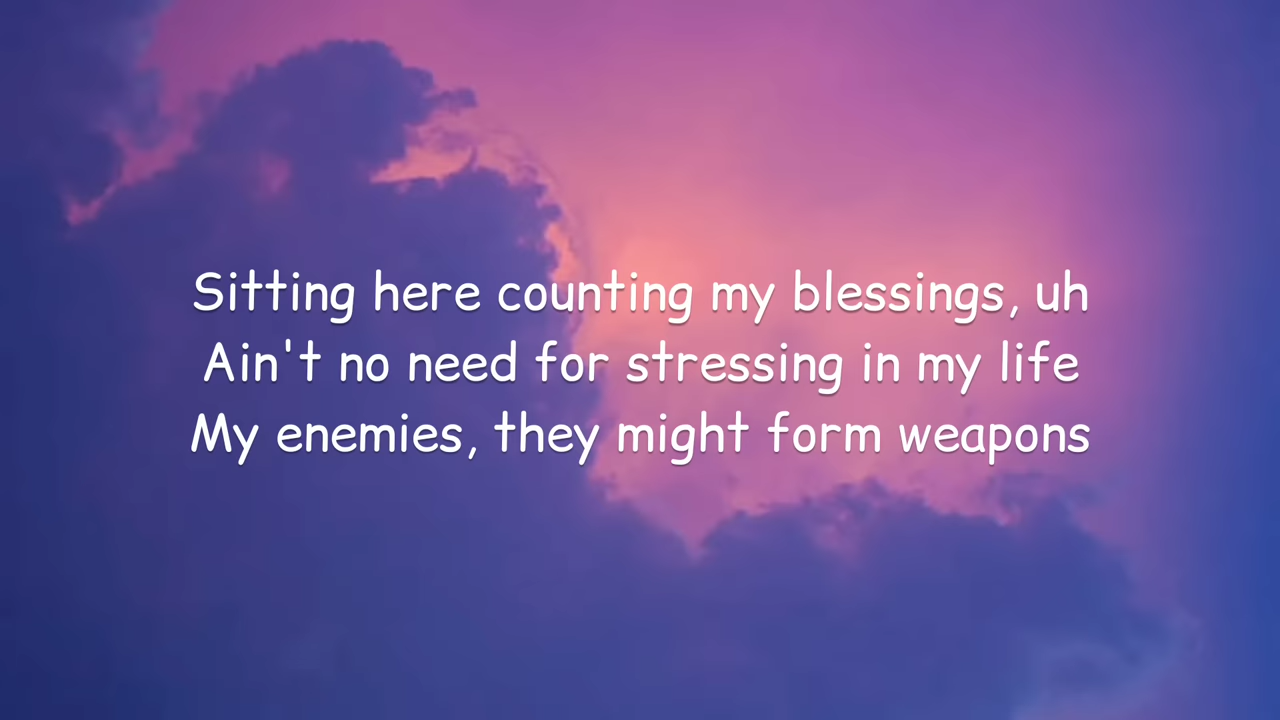 Sitting here counting my blessings, uh
Ain't no need for stressing in my life
My enemies, they might form weapons